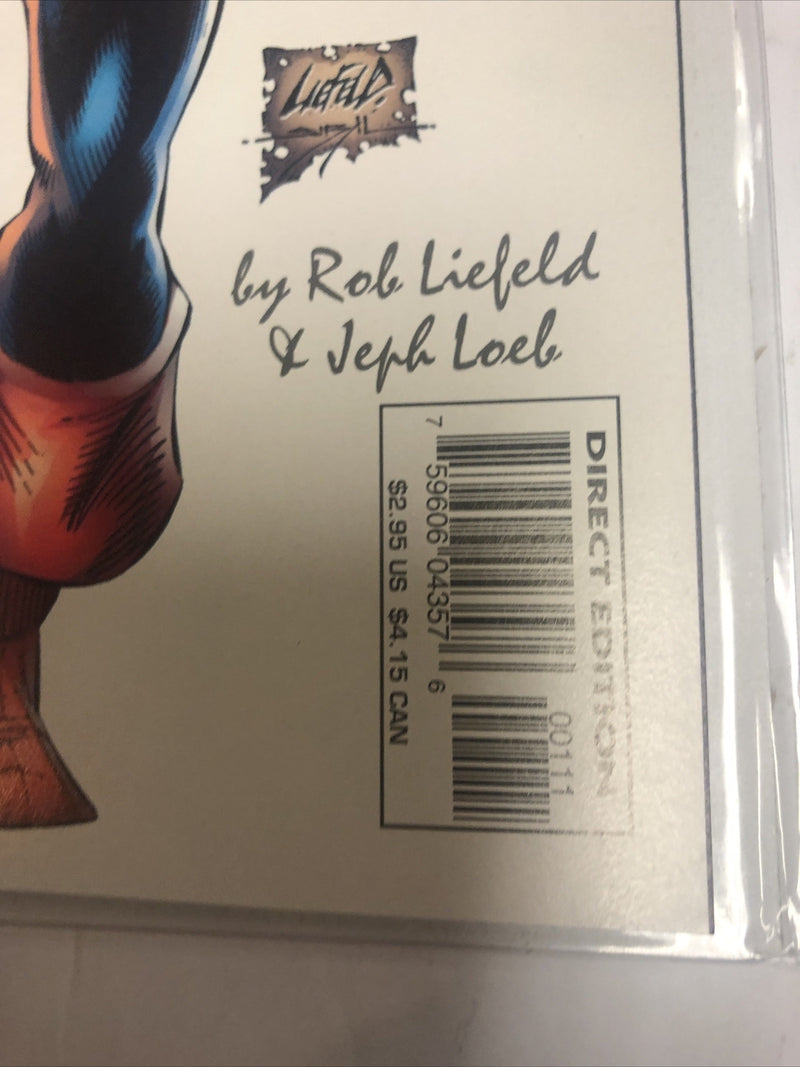 LIEFELD.
by Rob Liefeld
& Jeph Loeb
DIRECT EDITION
00111
7 59606 04357 6
$2.95 US $4.15 CAN